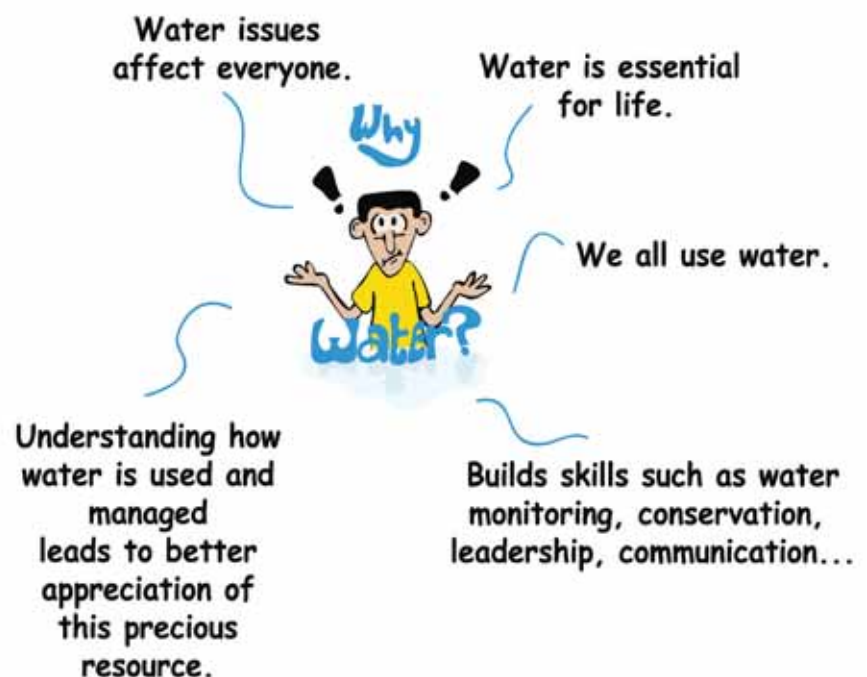 Water issues
affect everyone.
Water is essential
for life.
Why
We all use water.
Water?
Understanding how
water is used and
managed
leads to better
appreciation of
this precious
resource.
Builds skills such as water
monitoring, conservation,
leadership, communication...